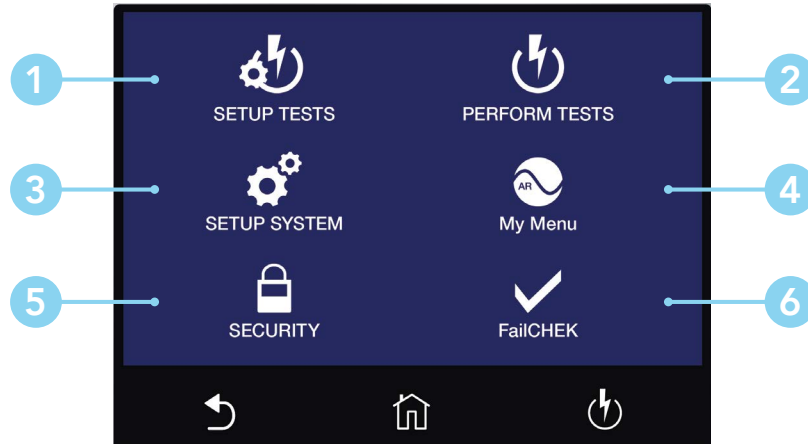 1
2
SETUP TESTS
PERFORM TESTS
3
4
SETUP SYSTEM
AR
My Menu
5
6
SECURITY
FailCHEK